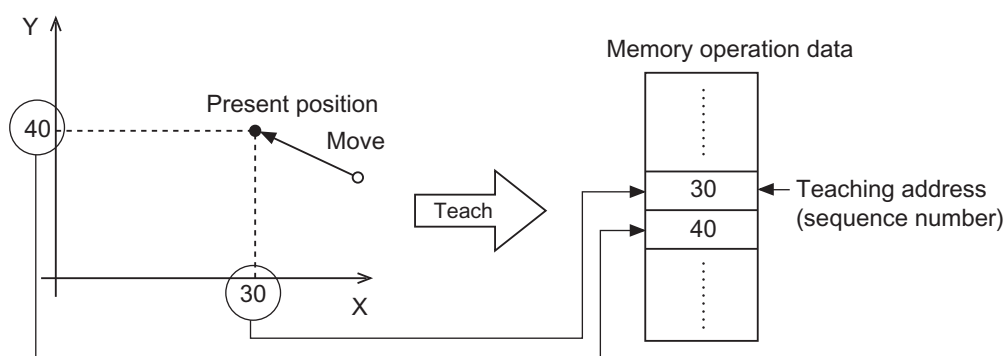 Y
Memory operation data
Present position
40
Move
30
Teaching address
(sequence number)
Teach
40
30
X